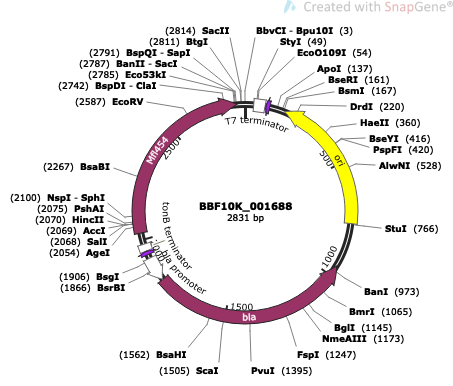 Created with SnapGene®
(2814) SacII
(2811) BtgI
(2791) BspQI - SapI
(2787) BanII - SacI
(2785) Eco53kI
(2742) BspDI - ClaI
(2587) EcoRV
(2267) BsaBI
(2100) NspI - SphI
(2075) PshAI
(2070) HincII
(2069) AccI
(2068) SalI
(2054) AgeI
(1906) BsgI
(1866) BsrBI
(1562) BsaHI
(1505) ScaI
PvuI (1395)
FspI (1247)
NmeAIII (1173)
BglI (1145)
BmrI (1065)
BanI (973)
StuI (766)
AlwNI (528)
PspFI (420)
BseYI (416)
HaeII (360)
DrdI (220)
BsmI (167)
BseRI (161)
ApoI (137)
EcoO109I (54)
StyI (49)
BbvCI - Bpu10I (3)
T7 terminator
ori
500
1000
1500
bla
bla promoter
tonB terminator
2500
BBF10K_001688
2831 bp